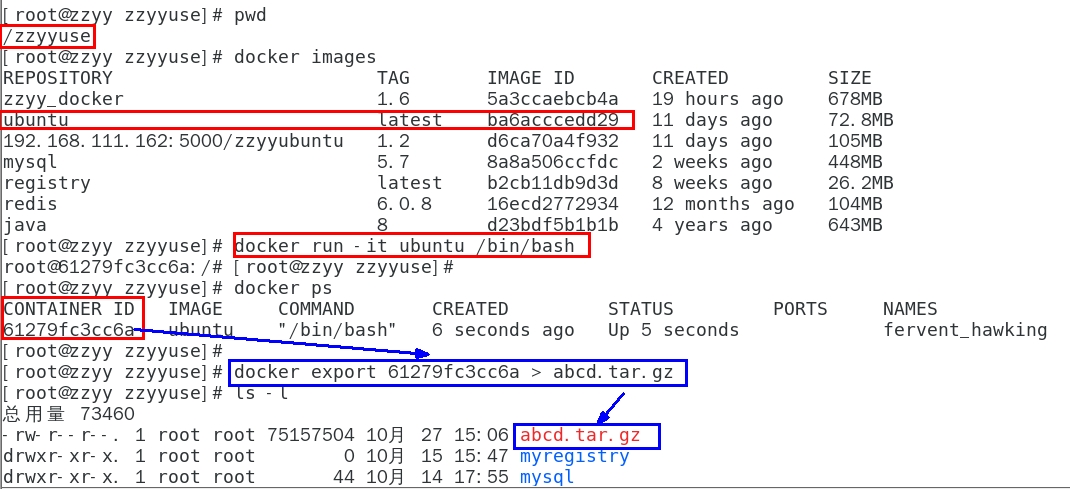 [root@zzyy zzyyuse]# pwd
/zzyyuse
[root@zzyy zzyyuse]# docker images
REPOSITORY TAG IMAGE ID CREATED SIZE
zzyy_docker 1.6 5a3ccaebcb4a 19 hours ago 678MB
ubuntu latest ba6acccedd29 11 days ago 72.8MB
192.168.111.162:5000/zzyyubuntu 1.2 d6ca70a4f932 11 days ago 105MB
mysql 5.7 8a8a506ccfdc 2 weeks ago 448MB
registry latest b2cb11db9d3d 8 weeks ago 26.2MB
redis 6.0.8 16ecd2772934 12 months ago 104MB
java 8 d23bdf5b1b1b 4 years ago 643MB
[root@zzyy zzyyuse]# docker run -it ubuntu /bin/bash
root@61279fc3cc6a:/# [root@zzyy zzyyuse]#
[root@zzyy zzyyuse]# docker ps
CONTAINER ID IMAGE COMMAND CREATED STATUS PORTS NAMES
61279fc3cc6a ubuntu "/bin/bash" 6 seconds ago Up 5 seconds fervent_hawking
[root@zzyy zzyyuse]#
[root@zzyy zzyyuse]# docker export 61279fc3cc6a > abcd.tar.gz
[root@zzyy zzyyuse]# ls -l
总用量 73460
-rw-r--r--. 1 root root 75157504 10月 27 15:06 abcd.tar.gz
drwxr-xr-x. 1 root root 0 10月 15 15:47 myregistry
drwxr-xr-x. 1 root root 44 10月 14 17:55 mysql